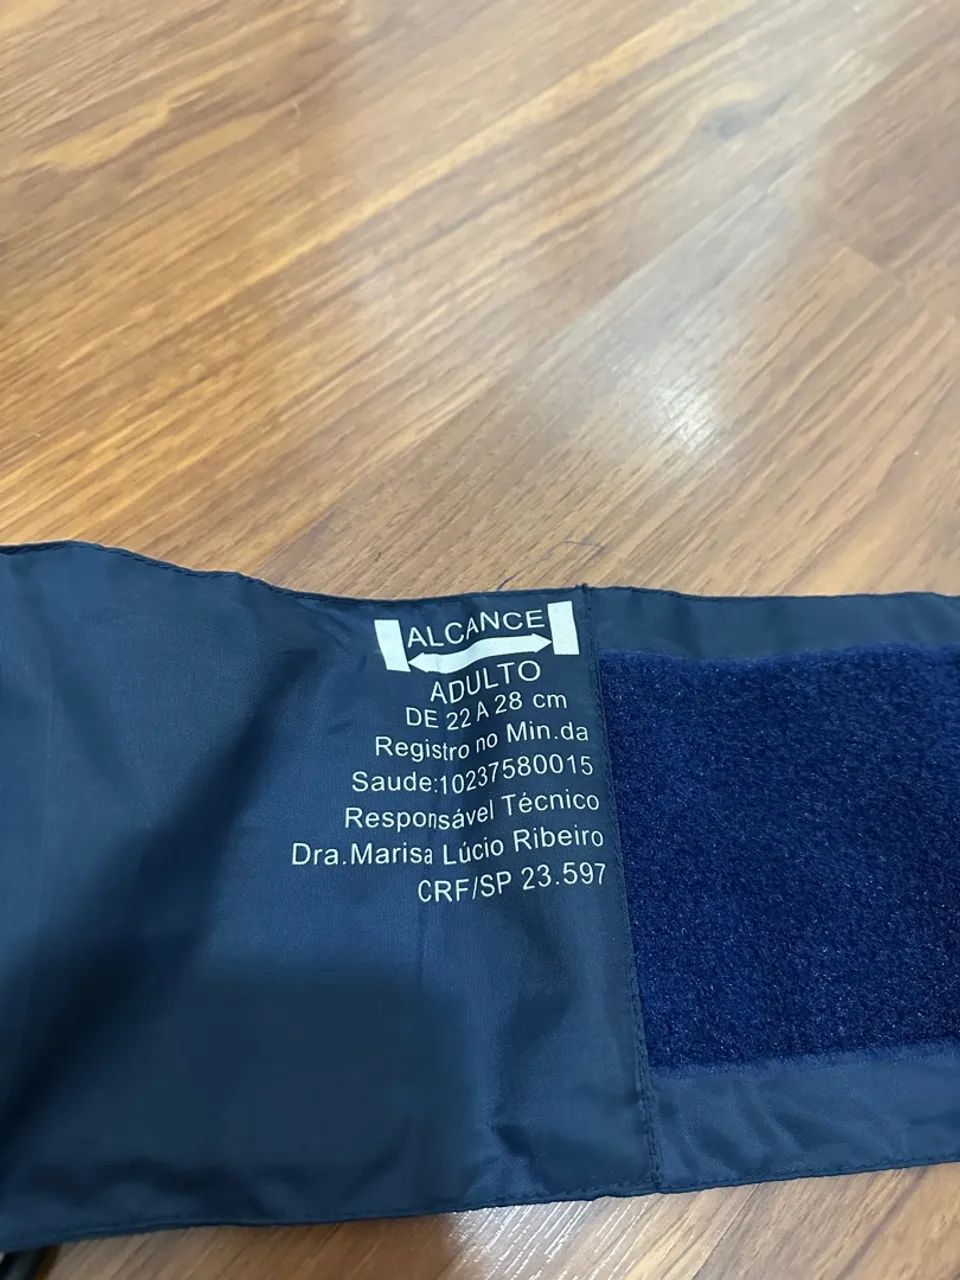 ALCANCE
ADULTO
DE 22 A 28 cm
Registro no Min.da
Saude:10237580015
Responsável Técnico
Dra.Marisa Lúcio Ribeiro
CRF/SP 23.597